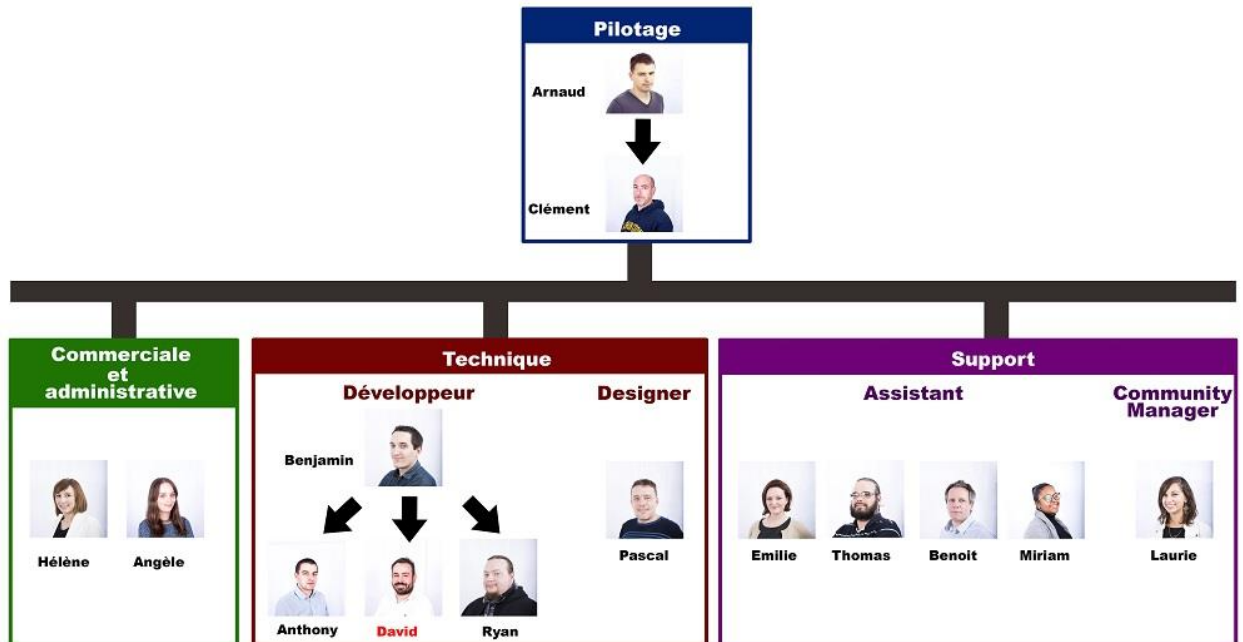 Pilotage
Arnaud
Clément
Commerciale
et
administrative
Hélène
Angèle
Technique
Développeur
Designer
Benjamin
Anthony
David
Ryan
Pascal
Support
Assistant
Community
Manager
Emilie
Thomas
Benoit
Miriam
Laurie